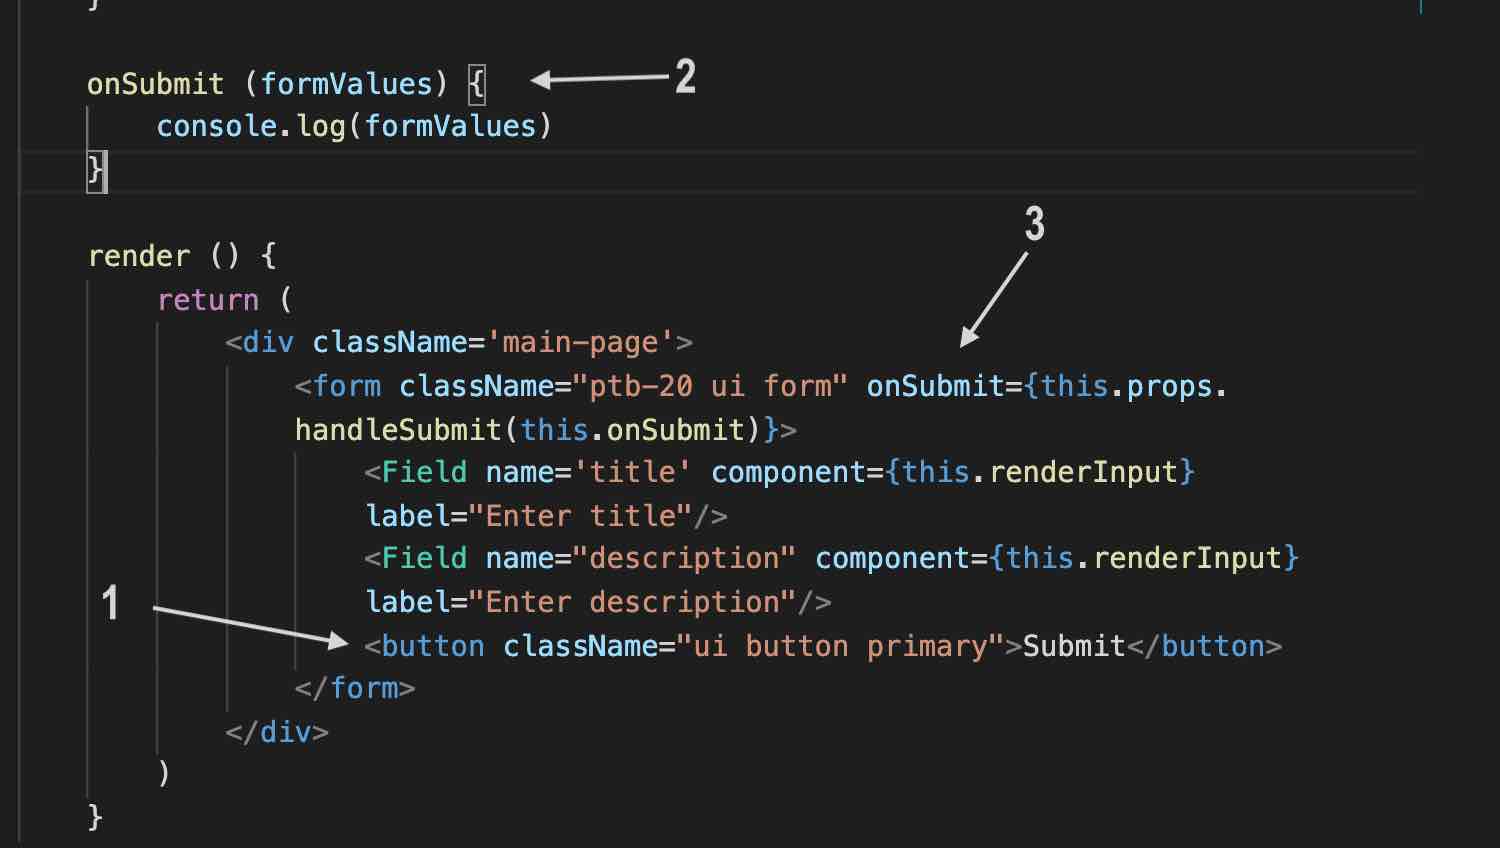 }
onSubmit (formValues) { 2
console.log(formValues)
}
3
render () {
return (
<div className='main-page'>
<form className="ptb-20 ui form" onSubmit={this.props.
handleSubmit(this.onSubmit)}>
<Field name='title' component={this.renderInput}
label="Enter title"/>
<Field name="description" component={this.renderInput}
label="Enter description"/>
1 <button className="ui button primary">Submit</button>
</form>
</div>
)
}